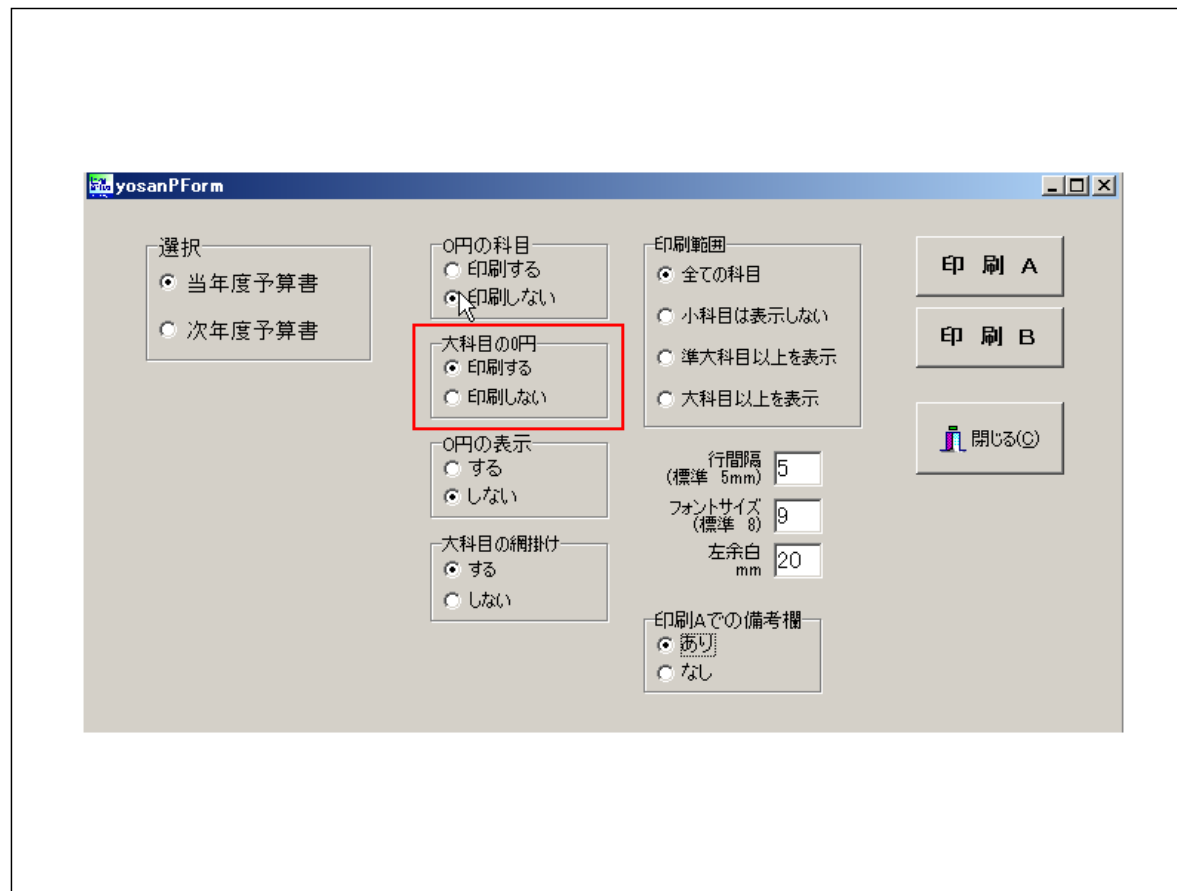 yosanPForm
選択
当年度予算書
次年度予算書
0円の科目
印刷する
印刷しない
大科目の0円
印刷する
印刷しない
0円の表示
する
しない
大科目の網掛け
する
しない
印刷範囲
全ての科目
小科目は表示しない
準大科目以上を表示
大科目以上を表示
行間隔
(標準 5mm)
5
フォントサイズ
(標準 8)
9
左余白
mm
20
印刷Aでの備考欄
あり
なし
印 刷 A
印 刷 B
閉じる(C)